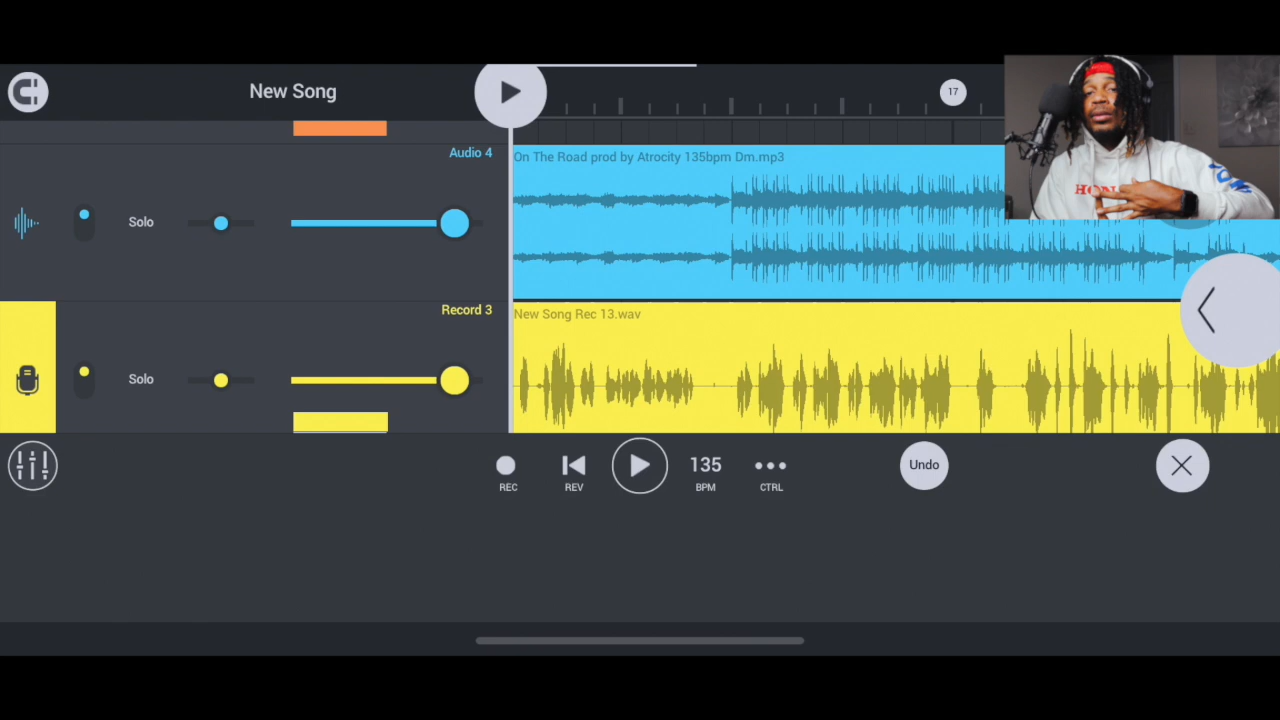 New Song
17
Audio 4
On The Road prod by Atrocity 135bpm Dm.mp3
Solo
Record 3
New Song Rec 13.wav
Solo
135
Undo
REC
REV
BPM
CTRL